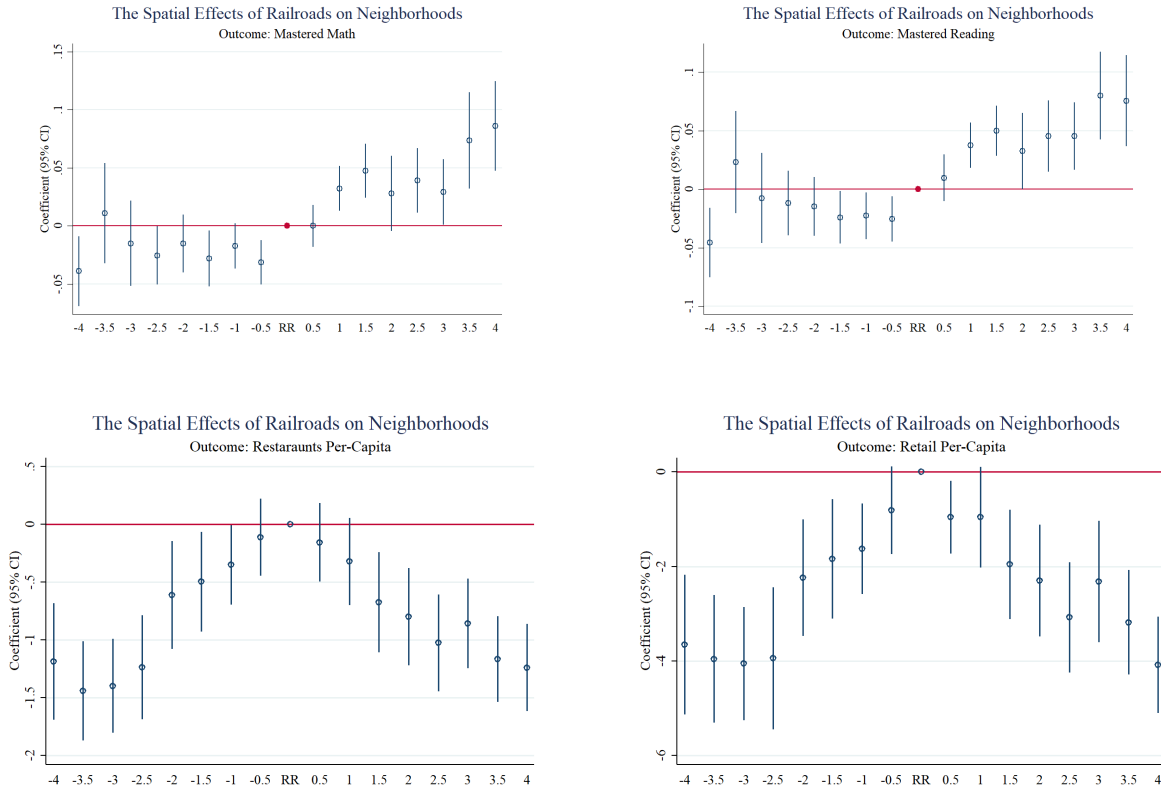 The Spatial Effects of Railroads on Neighborhoods
Outcome: Mastered Math
Coefficient (95% CI)
.15
.1
.05
0
-.05
-4 -3.5 -3 -2.5 -2 -1.5 -1 -0.5 RR 0.5 1 1.5 2 2.5 3 3.5 4
The Spatial Effects of Railroads on Neighborhoods
Outcome: Mastered Reading
Coefficient (95% CI)
.1
.05
0
-.05
-.1
-4 -3.5 -3 -2.5 -2 -1.5 -1 -0.5 RR 0.5 1 1.5 2 2.5 3 3.5 4
The Spatial Effects of Railroads on Neighborhoods
Outcome: Restaraunts Per-Capita
Coefficient (95% CI)
.5
0
-.5
-1
-1.5
-2
-4 -3.5 -3 -2.5 -2 -1.5 -1 -0.5 RR 0.5 1 1.5 2 2.5 3 3.5 4
The Spatial Effects of Railroads on Neighborhoods
Outcome: Retail Per-Capita
Coefficient (95% CI)
0
-2
-4
-6
-4 -3.5 -3 -2.5 -2 -1.5 -1 -0.5 RR 0.5 1 1.5 2 2.5 3 3.5 4